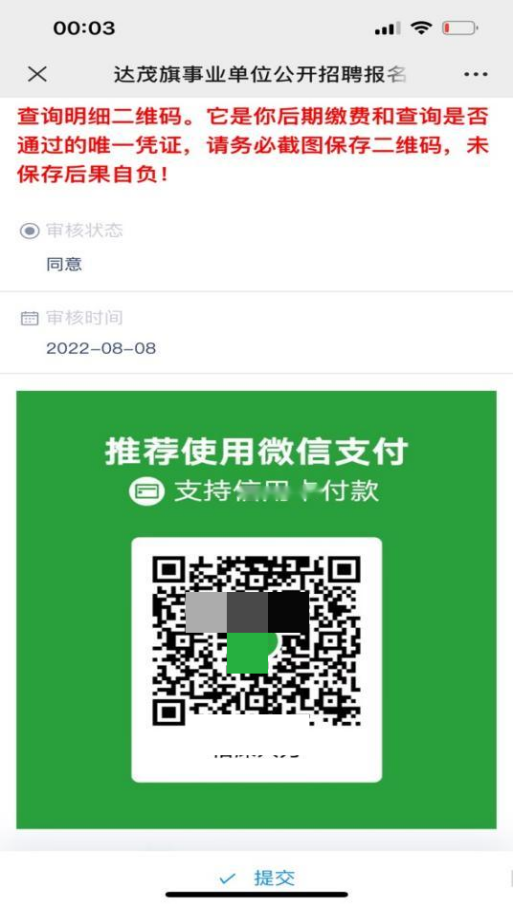 00:03
达茂旗事业单位公开招聘报名
查询明细二维码。它是你后期缴费和查询是否
通过的唯一凭证，请务必截图保存二维码，未
保存后果自负！
审核状态
同意
审核时间
2022-08-08
推荐使用微信支付
支持信用卡付款
提交